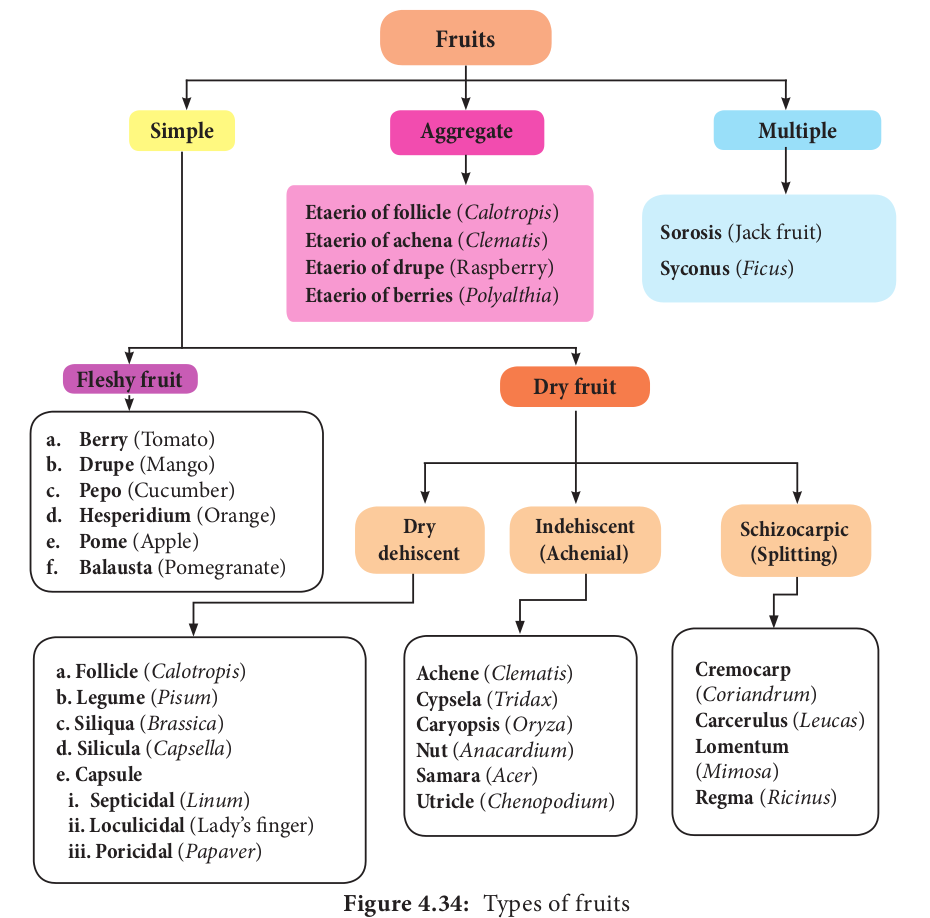 Fruits
Simple
Aggregate
Multiple
Etaerio of follicle (Calotropis)
Etaerio of achena (Clematis)
Etaerio of drupe (Raspberry)
Etaerio of berries (Polyalthia)
Sorosis (Jack fruit)
Syconus (Ficus)
Fleshy fruit
Dry fruit
a. Berry (Tomato)
b. Drupe (Mango)
c. Pepo (Cucumber)
d. Hesperidium (Orange)
e. Pome (Apple)
f. Balausta (Pomegranate)
Dry
dehiscent
Indehiscent
(Achenial)
Schizocarpic
(Splitting)
a. Follicle (Calotropis)
b. Legume (Pisum)
c. Siliqua (Brassica)
d. Silicula (Capsella)
e. Capsule
i. Septicidal (Linum)
ii. Loculicidal (Lady's finger)
iii. Poricidal (Papaver)
Achene (Clematis)
Cypsela (Tridax)
Caryopsis (Oryza)
Nut (Anacardium)
Samara (Acer)
Utricle (Chenopodium)
Cremocarp
(Coriandrum)
Carcerulus (Leucas)
Lomentum
(Mimosa)
Regma (Ricinus)
Figure 4.34: Types of fruits